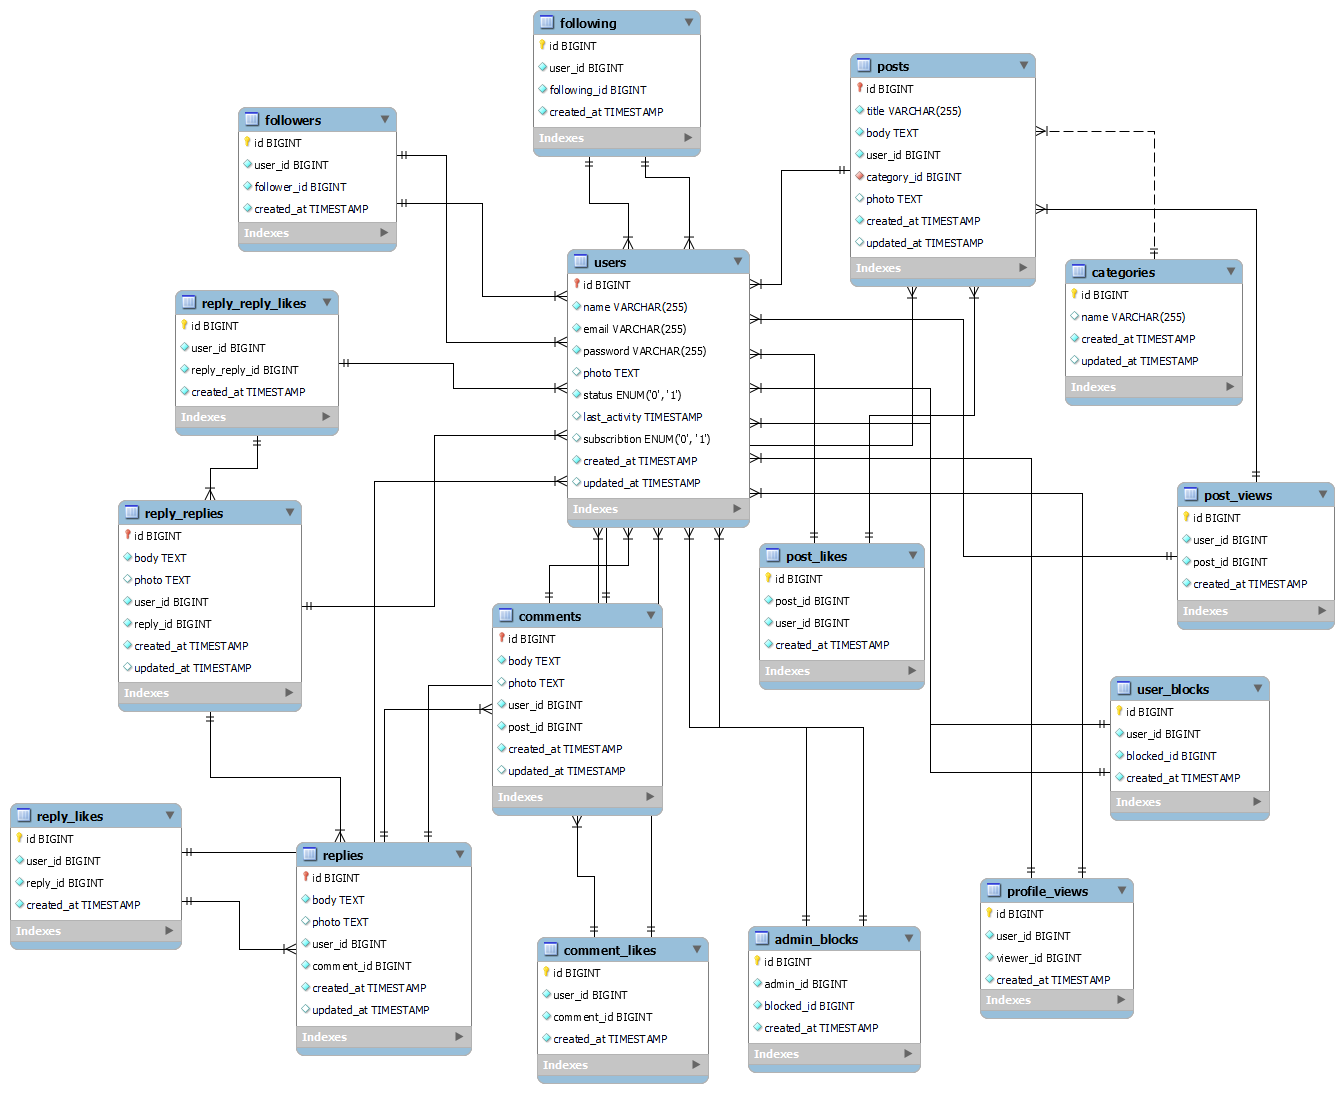 following
id BIGINT
user_id BIGINT
following_id BIGINT
created_at TIMESTAMP
Indexes
posts
id BIGINT
title VARCHAR(255)
body TEXT
user_id BIGINT
category_id BIGINT
photo TEXT
created_at TIMESTAMP
updated_at TIMESTAMP
Indexes
followers
id BIGINT
user_id BIGINT
follower_id BIGINT
created_at TIMESTAMP
Indexes
users
id BIGINT
name VARCHAR(255)
email VARCHAR(255)
password VARCHAR(255)
photo TEXT
status ENUM('0', '1')
last_activity TIMESTAMP
subscribtion ENUM('0', '1')
created_at TIMESTAMP
updated_at TIMESTAMP
Indexes
categories
id BIGINT
name VARCHAR(255)
created_at TIMESTAMP
updated_at TIMESTAMP
Indexes
reply_reply_likes
id BIGINT
user_id BIGINT
reply_reply_id BIGINT
created_at TIMESTAMP
Indexes
reply_replies
id BIGINT
body TEXT
photo TEXT
user_id BIGINT
reply_id BIGINT
created_at TIMESTAMP
updated_at TIMESTAMP
Indexes
post_views
id BIGINT
user_id BIGINT
post_id BIGINT
created_at TIMESTAMP
Indexes
post_likes
id BIGINT
post_id BIGINT
user_id BIGINT
created_at TIMESTAMP
Indexes
comments
id BIGINT
body TEXT
photo TEXT
user_id BIGINT
post_id BIGINT
created_at TIMESTAMP
updated_at TIMESTAMP
Indexes
user_blocks
id BIGINT
user_id BIGINT
blocked_id BIGINT
created_at TIMESTAMP
Indexes
reply_likes
id BIGINT
user_id BIGINT
reply_id BIGINT
created_at TIMESTAMP
Indexes
replies
id BIGINT
body TEXT
photo TEXT
user_id BIGINT
comment_id BIGINT
created_at TIMESTAMP
updated_at TIMESTAMP
Indexes
comment_likes
id BIGINT
user_id BIGINT
comment_id BIGINT
created_at TIMESTAMP
Indexes
admin_blocks
id BIGINT
admin_id BIGINT
blocked_id BIGINT
created_at TIMESTAMP
Indexes
profile_views
id BIGINT
user_id BIGINT
viewer_id BIGINT
created_at TIMESTAMP
Indexes